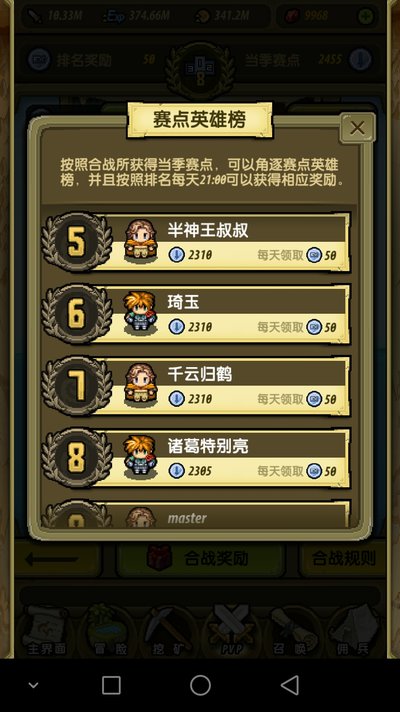 10.33M Exp 374.66M 341.2M 9968
排名奖励 50 8 当季赛点 2455
赛点英雄榜
按照合战所获得当季赛点，可以角逐赛点英雄
榜，并且按照排名每天21:00可以获得相应奖励。
5 半神王叔叔
2310 每天领取 50
6 琦玉
2310 每天领取 50
7 千云归鹤
2310 每天领取 50
8 诸葛特别亮
2305 每天领取 50
master
合战奖励 合战规则
主界面 冒险 挖矿 PVP 召唤 佣兵